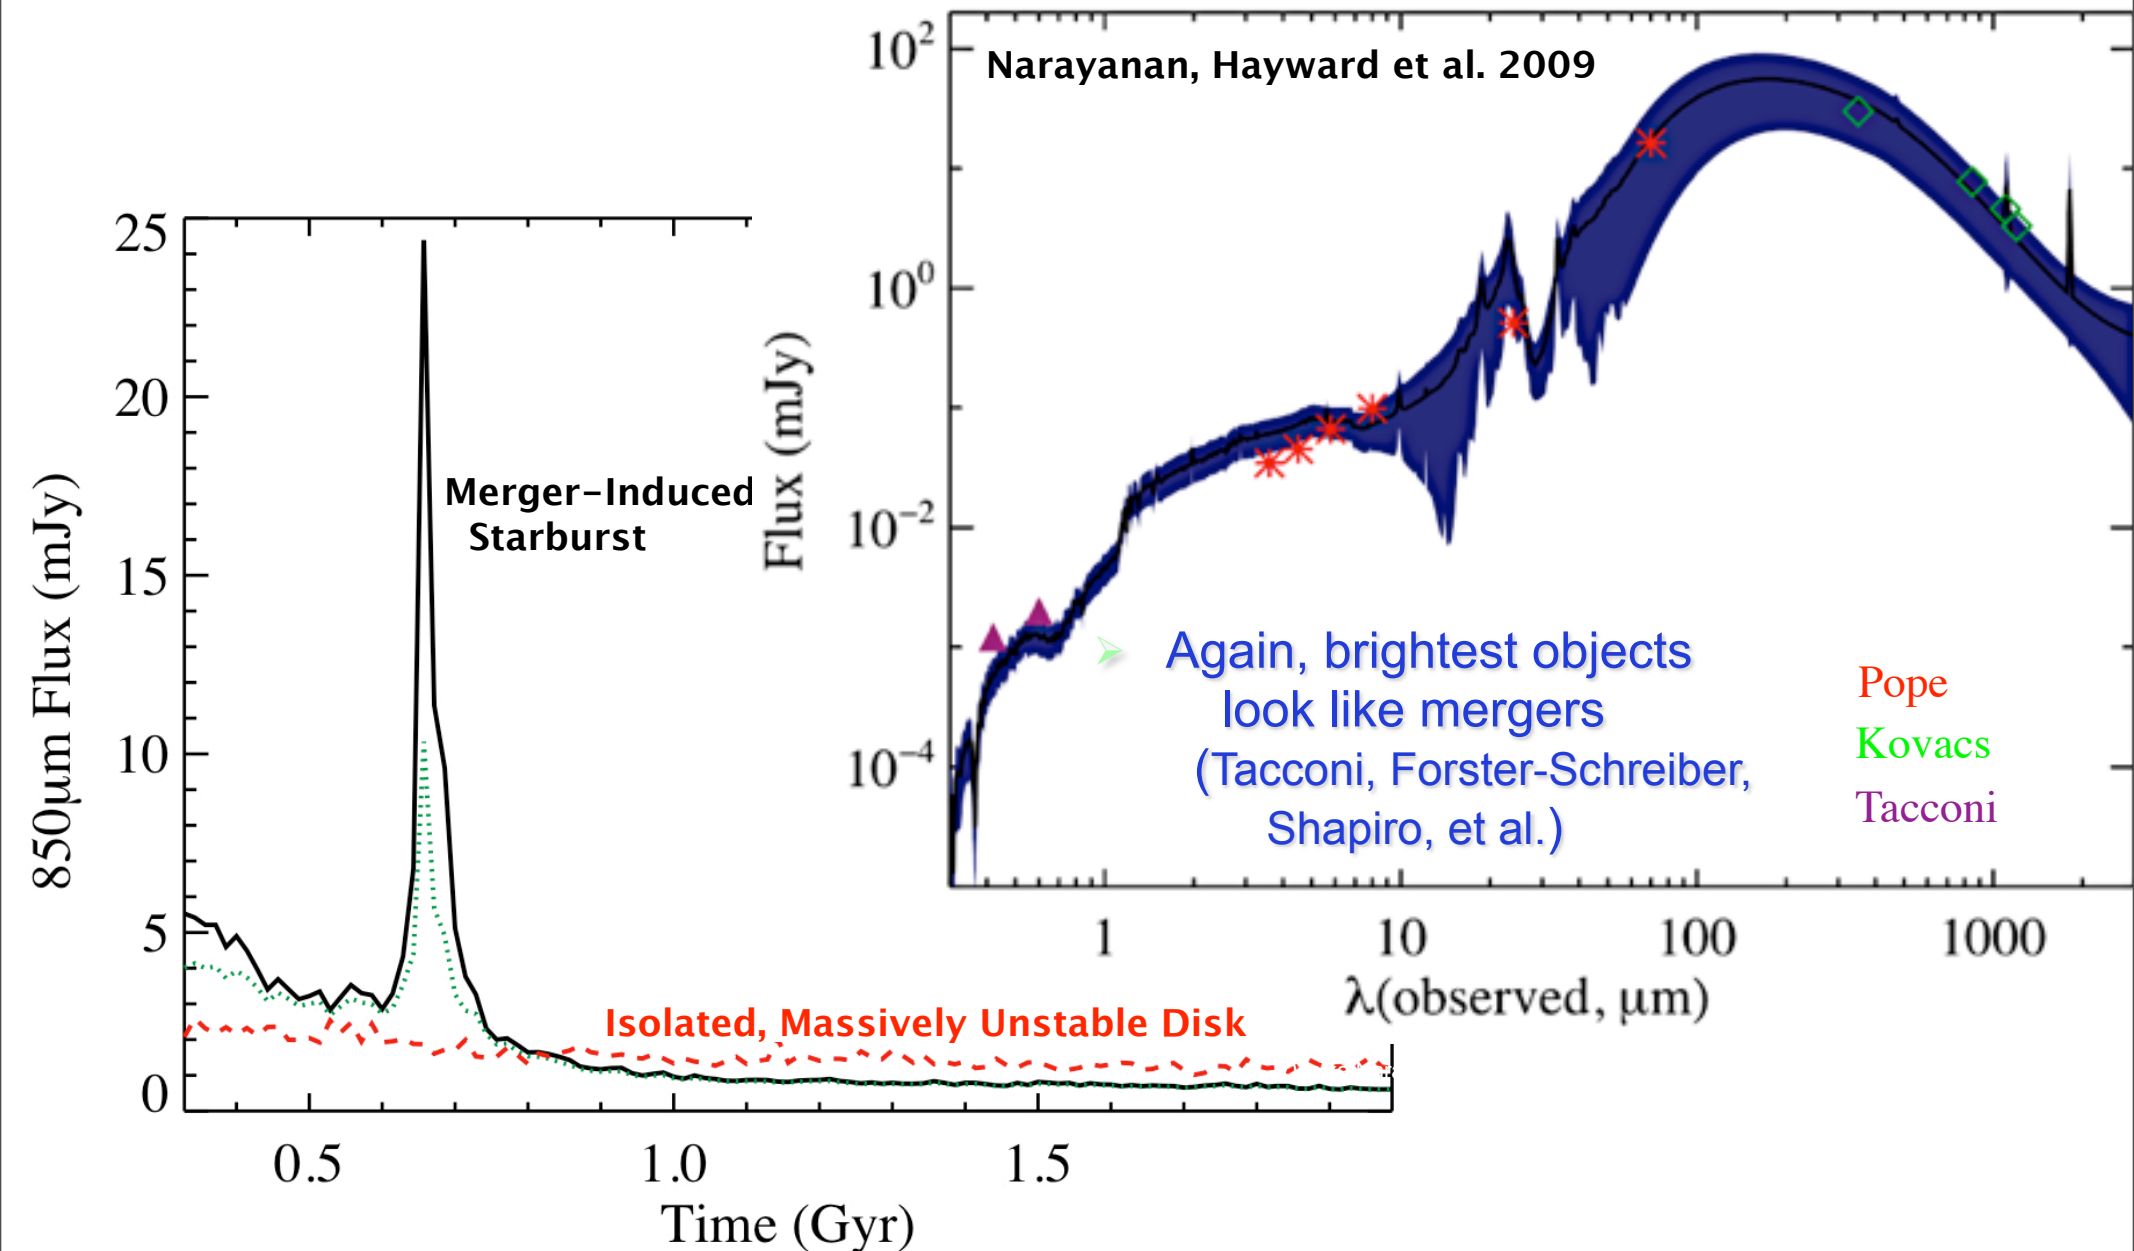 Narayanan, Hayward et al. 2009
10²
10⁰
10⁻²
10⁻⁴
Flux (mJy)
1
10
100
1000
λ(observed, μm)
Again, brightest objects
look like mergers
(Tacconi, Forster-Schreiber,
Shapiro, et al.)
Pope
Kovacs
Tacconi
25
20
15
10
5
0
850μm Flux (mJy)
Merger-Induced
Starburst
Isolated, Massively Unstable Disk
0.5
1.0
1.5
Time (Gyr)